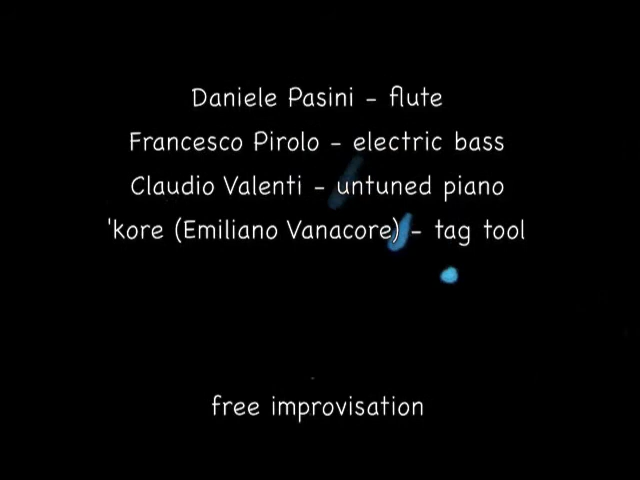 Daniele Pasini - flute
Francesco Pirolo - electric bass
Claudio Valenti - untuned piano
'kore (Emiliano Vanacore) - tag tool
free improvisation